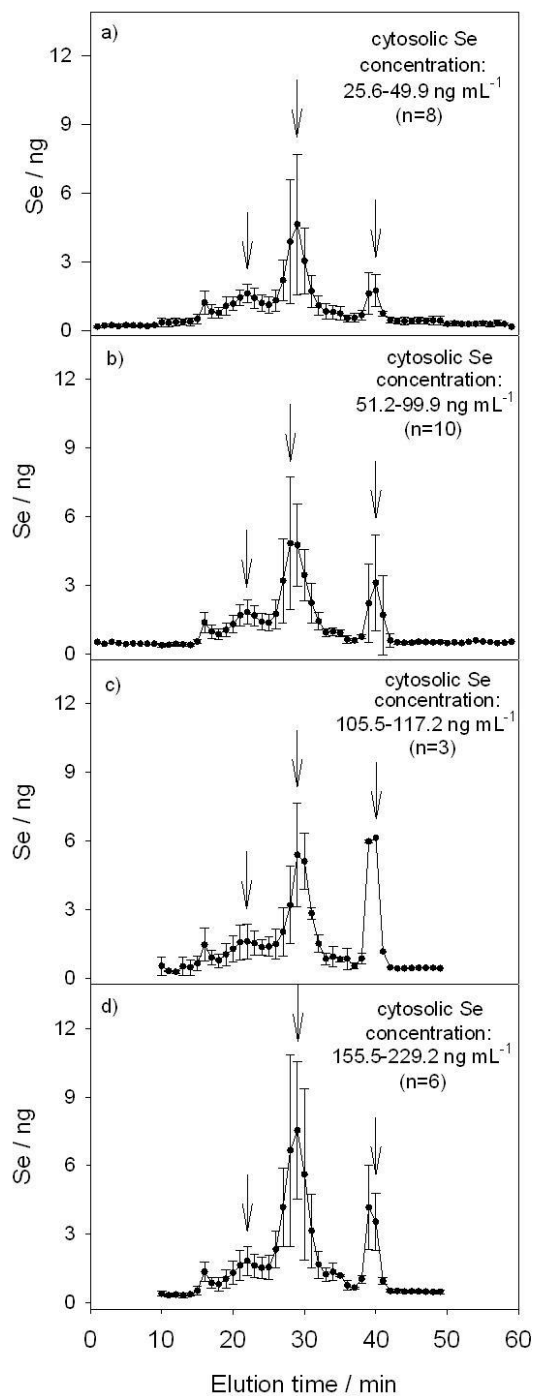 a)
cytosolic Se
concentration:
25.6-49.9 ng mL⁻¹
(n=8)
12
9
6
3
0
Se / ng
b)
cytosolic Se
concentration:
51.2-99.9 ng mL⁻¹
(n=10)
12
9
6
3
0
Se / ng
c)
cytosolic Se
concentration:
105.5-117.2 ng mL⁻¹
(n=3)
12
9
6
3
0
Se / ng
d)
cytosolic Se
concentration:
155.5-229.2 ng mL⁻¹
(n=6)
12
9
6
3
0
Se / ng
0 10 20 30 40 50 60
Elution time / min